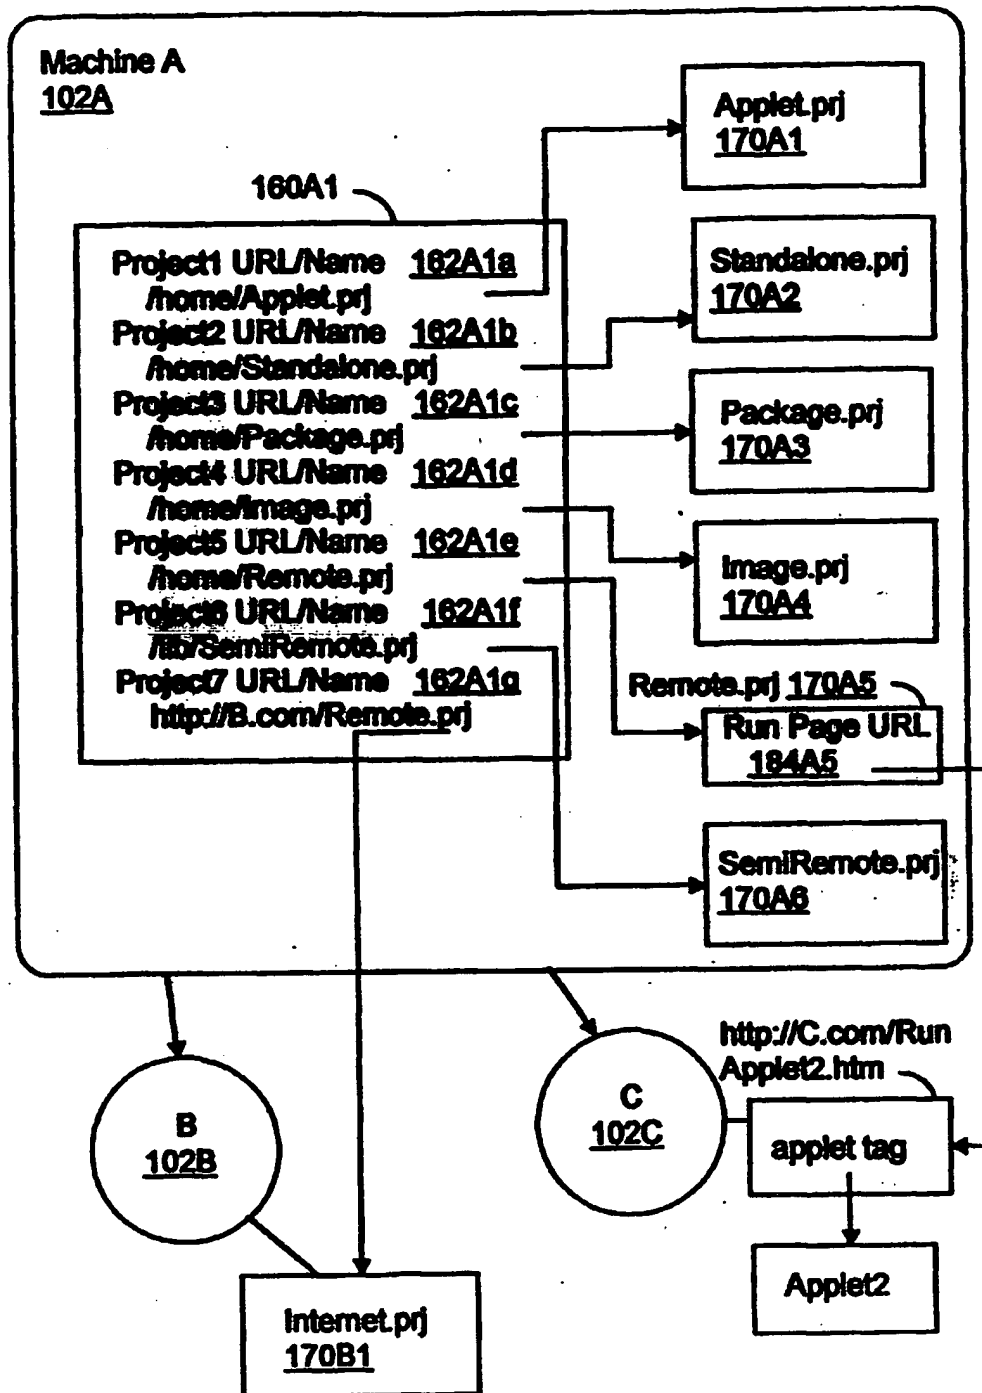 Machine A
102A
160A1
Project1 URL/Name 162A1a
/home/Applet.prj
Project2 URL/Name 162A1b
/home/Standalone.prj
Project3 URL/Name 162A1c
/home/Package.prj
Project4 URL/Name 162A1d
/home/Image.prj
Project5 URL/Name 162A1e
/home/Remote.prj
Project6 URL/Name 162A1f
/lib/SemiRemote.prj
Project7 URL/Name 162A1g
http://B.com/Remote.prj
Applet.prj
170A1
Standalone.prj
170A2
Package.prj
170A3
Image.prj
170A4
Remote.prj 170A5
Run Page URL
184A5
SemiRemote.prj
170A6
B
102B
C
102C
http://C.com/Run
Applet2.htm
applet tag
Applet2
Internet.prj
170B1